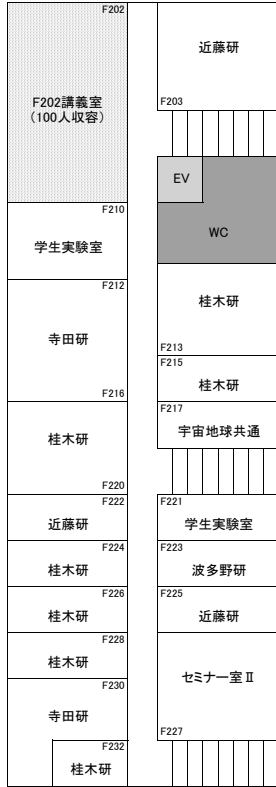 F202
F202講義室
（100人収容）
F210
学生実験室
F212
寺田研
F216
桂木研
F220
F222
近藤研
F224
桂木研
F226
桂木研
F228
桂木研
F230
寺田研
F232
桂木研
近藤研
F203
EV
WC
桂木研
F213
F215
桂木研
F217
宇宙地球共通
F221
学生実験室
F223
波多野研
F225
近藤研
セミナー室Ⅱ
F227